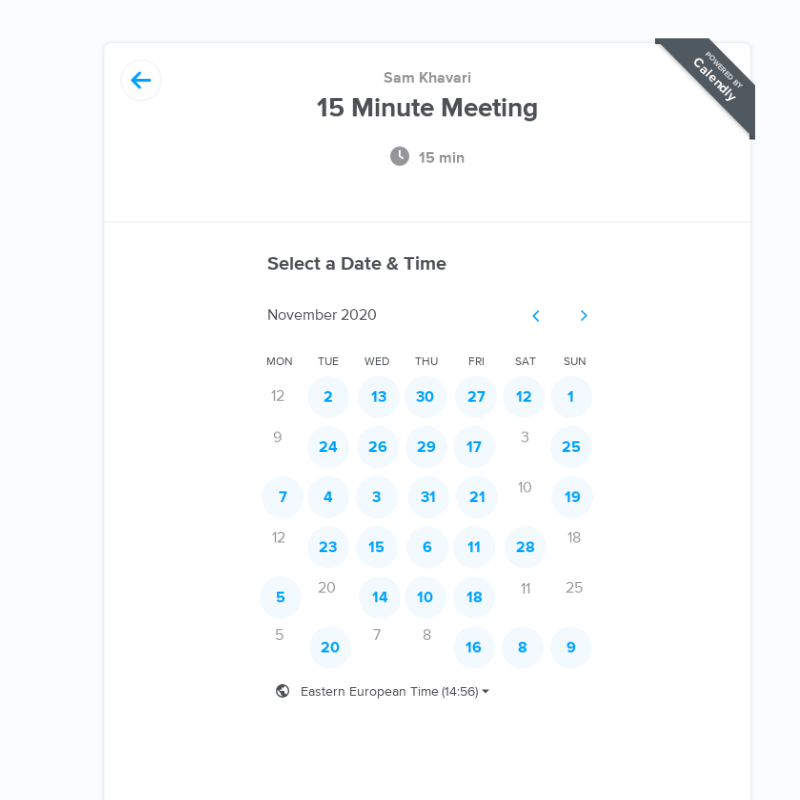 POWERED BY
Calendly
Sam Khavari
15 Minute Meeting
15 min
Select a Date & Time
November 2020
MON TUE WED THU FRI SAT SUN
12 2 13 30 27 12 1
9 24 26 29 17 3 25
7 4 3 31 21 10 19
12 23 15 6 11 28 18
5 20 14 10 18 11 25
5 20 7 8 16 8 9
Eastern European Time (14:56)